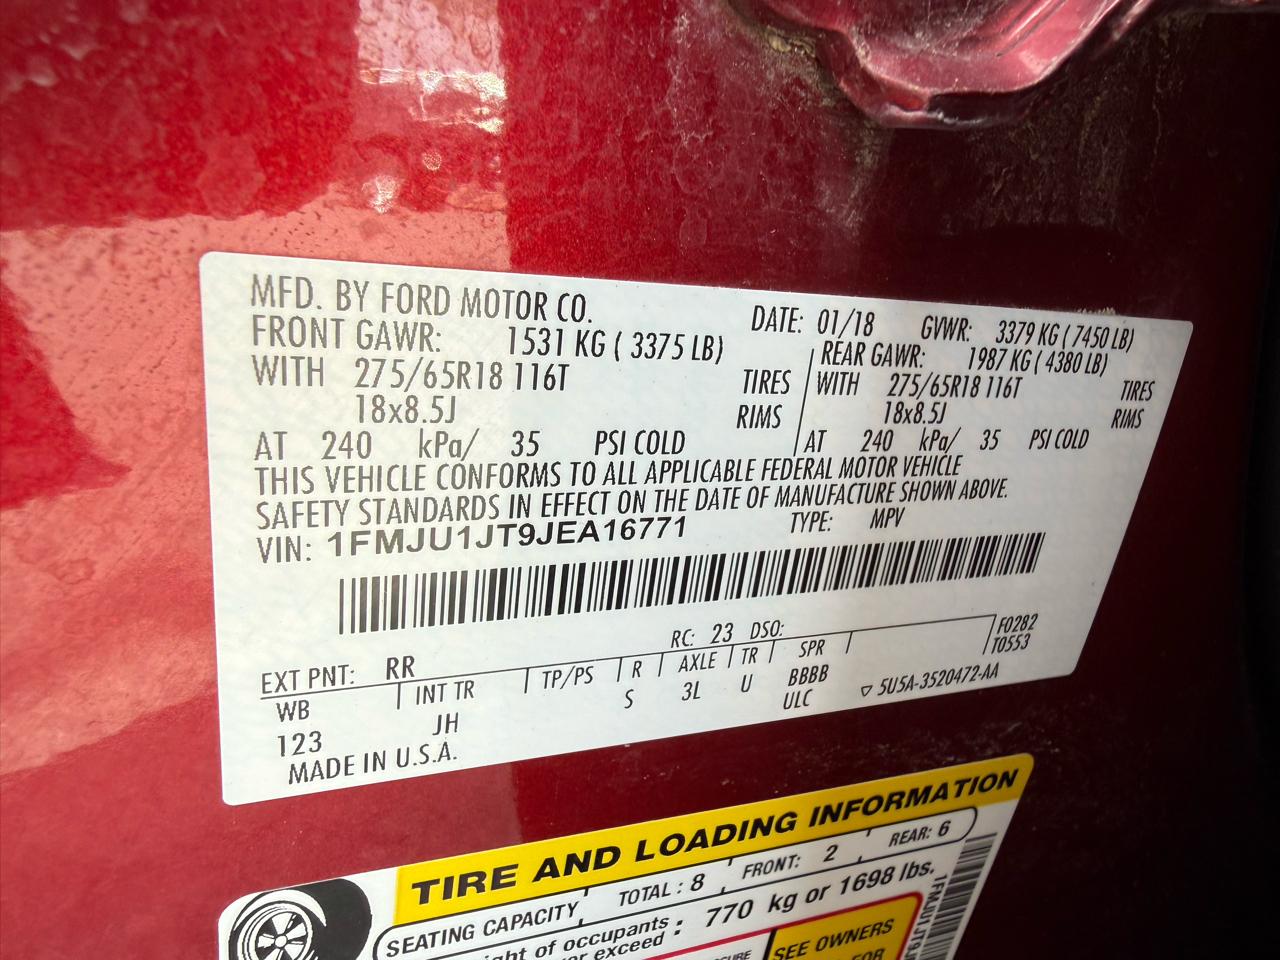 MFD. BY FORD MOTOR CO.
DATE: 01/18 GVWR: 3379 KG ( 7450 LB)
FRONT GAWR: 1531 KG ( 3375 LB) REAR GAWR: 1987 KG ( 4380 LB)
WITH 275/65R18 116T TIRES WITH 275/65R18 116T TIRES
18x8.5J RIMS 18x8.5J RIMS
AT 240 kPa/ 35 PSI COLD AT 240 kPa/ 35 PSI COLD
THIS VEHICLE CONFORMS TO ALL APPLICABLE FEDERAL MOTOR VEHICLE
SAFETY STANDARDS IN EFFECT ON THE DATE OF MANUFACTURE SHOWN ABOVE.
VIN: 1FMJU1JT9JEA16771 TYPE: MPV
EXT PNT: RR RC: 23 DSO: F0282
T0553
WB INT TR TP/PS R AXLE TR SPR
123 JH S 3L U BBBB
ULC
▽ 5U5A-3520472-AA
MADE IN U.S.A.
TIRE AND LOADING INFORMATION
SEATING CAPACITY TOTAL : 8 FRONT: 2 REAR: 6
of occupants : 770 kg or 1698 lbs.
exceed
SEE OWNERS
FOR